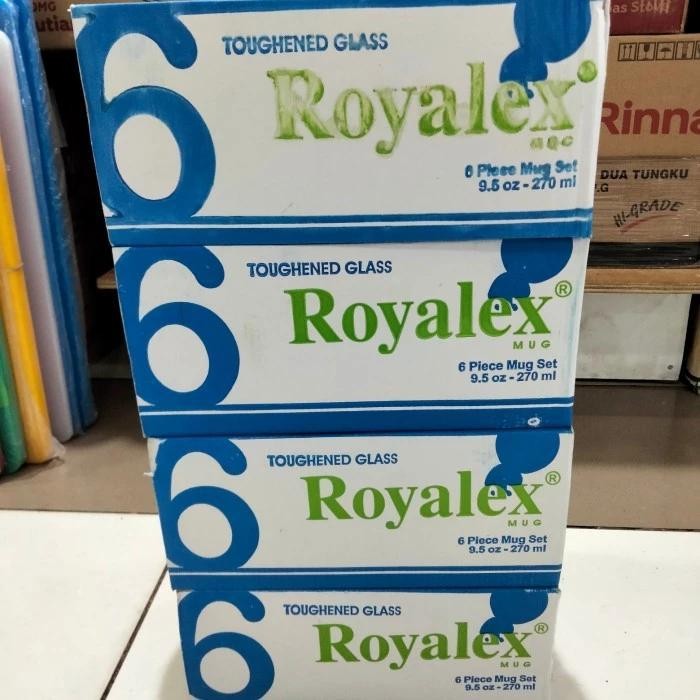 TOUGHENED GLASS
Royalex
6 Piece Mug Set
9.5 oz - 270 ml
6
TOUGHENED GLASS
Royalex®
MUG
6 Piece Mug Set
9.5 oz - 270 ml
6
TOUGHENED GLASS
Royalex®
MUG
6 Piece Mug Set
9.5 oz - 270 ml
6
TOUGHENED GLASS
Royalex®
MUG
6 Piece Mug Set
9.5 oz - 270 ml
6
Rinna
DUA TUNGKU
HI-GRADE